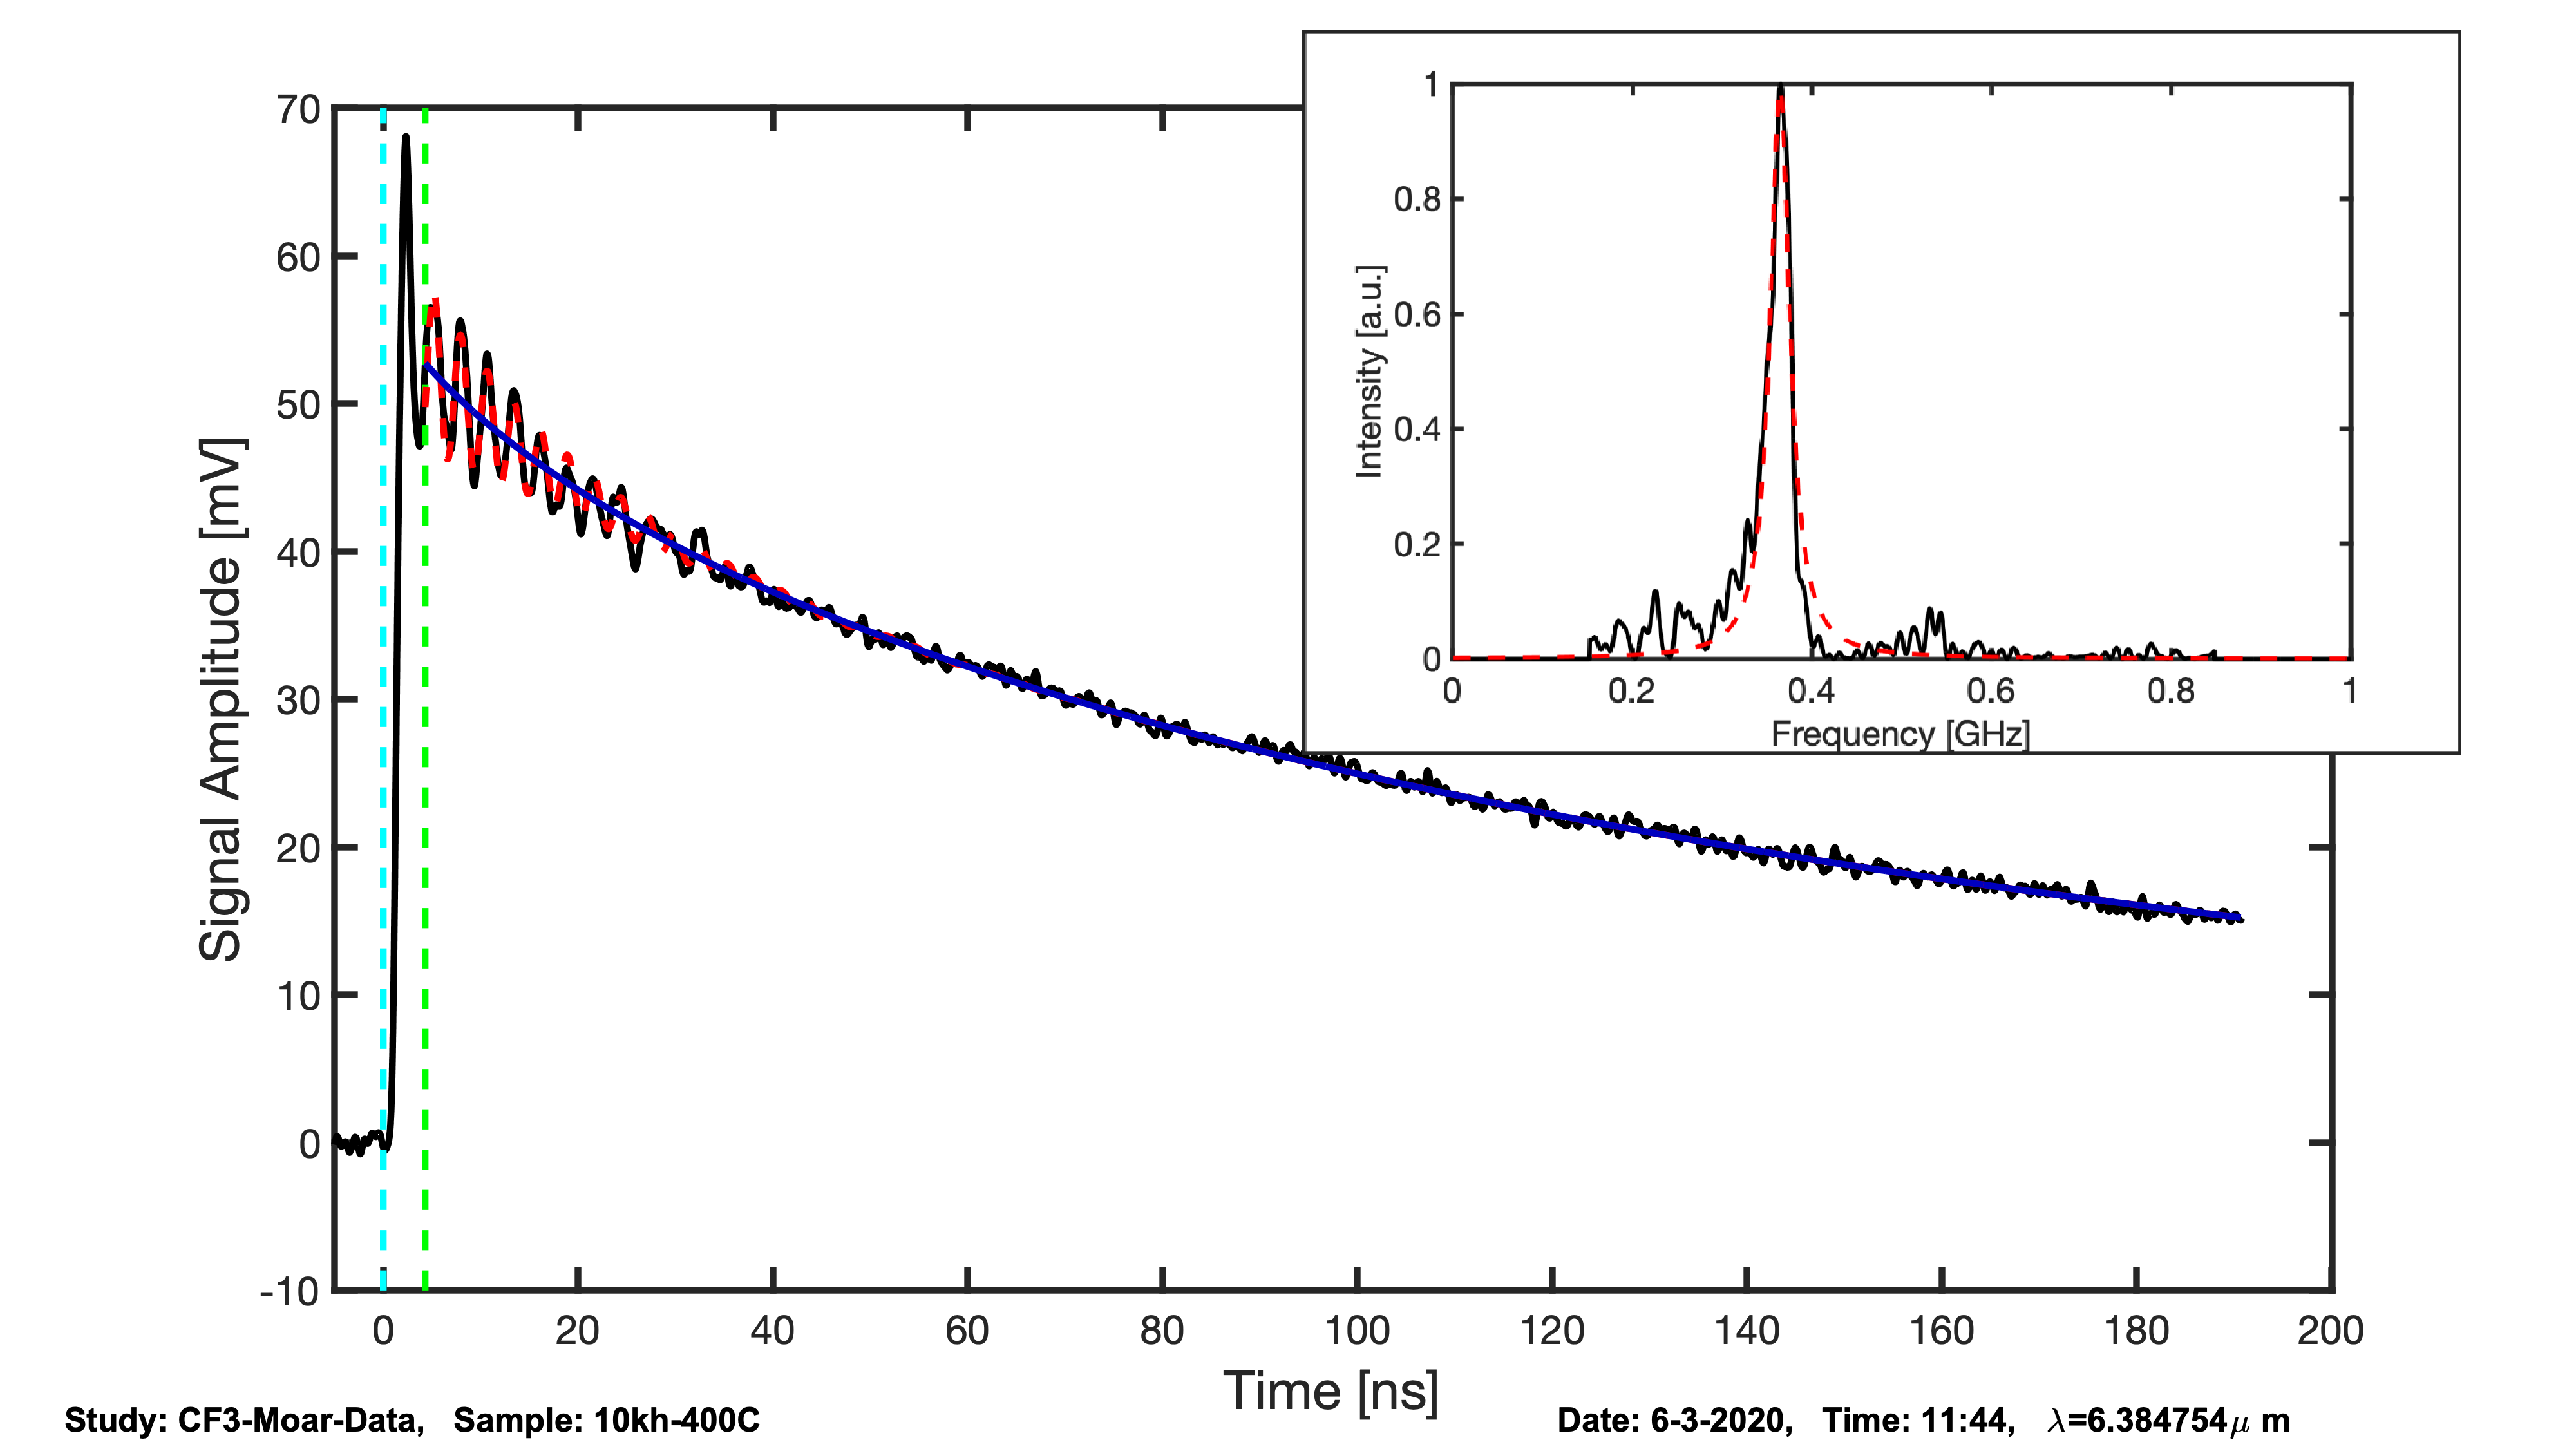 1
0.8
0.6
0.4
0.2
0
0 0.2 0.4 0.6 0.8 1
Intensity [a.u.]
Frequency [GHz]
70
60
50
40
30
20
10
0
-10
Signal Amplitude [mV]
0 20 40 60 80 100 120 140 160 180 200
Time [ns]
Study: CF3-Moar-Data, Sample: 10kh-400C
Date: 6-3-2020, Time: 11:44, λ=6.384754μ m